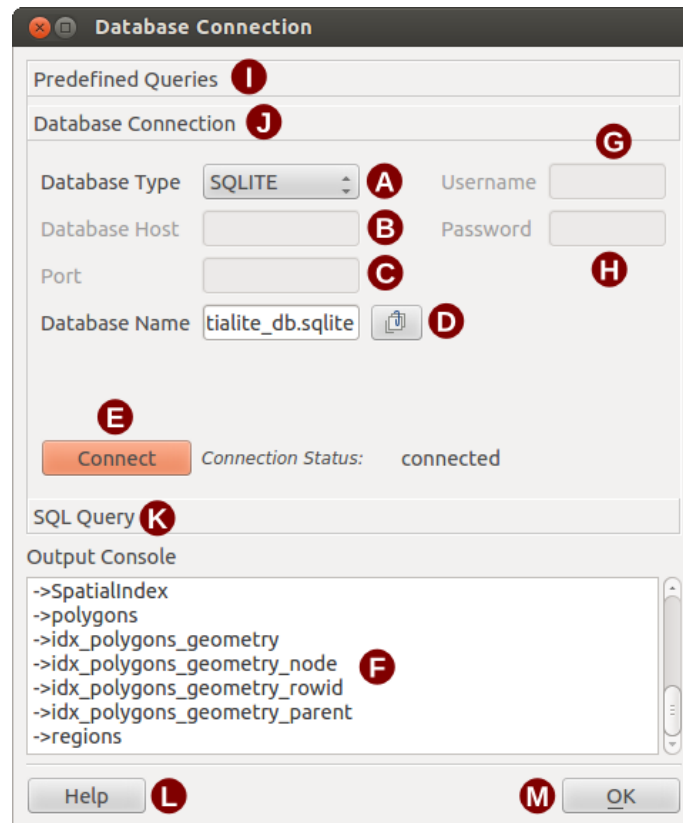 Database Connection
Predefined Queries I
Database Connection J
G
Database Type SQLITE A Username
Database Host B Password
Port C H
Database Name tialite_db.sqlite D
E
Connect Connection Status: connected
SQL Query K
Output Console
->SpatialIndex
->polygons
->idx_polygons_geometry
->idx_polygons_geometry_node F
->idx_polygons_geometry_rowid
->idx_polygons_geometry_parent
->regions
Help L M OK